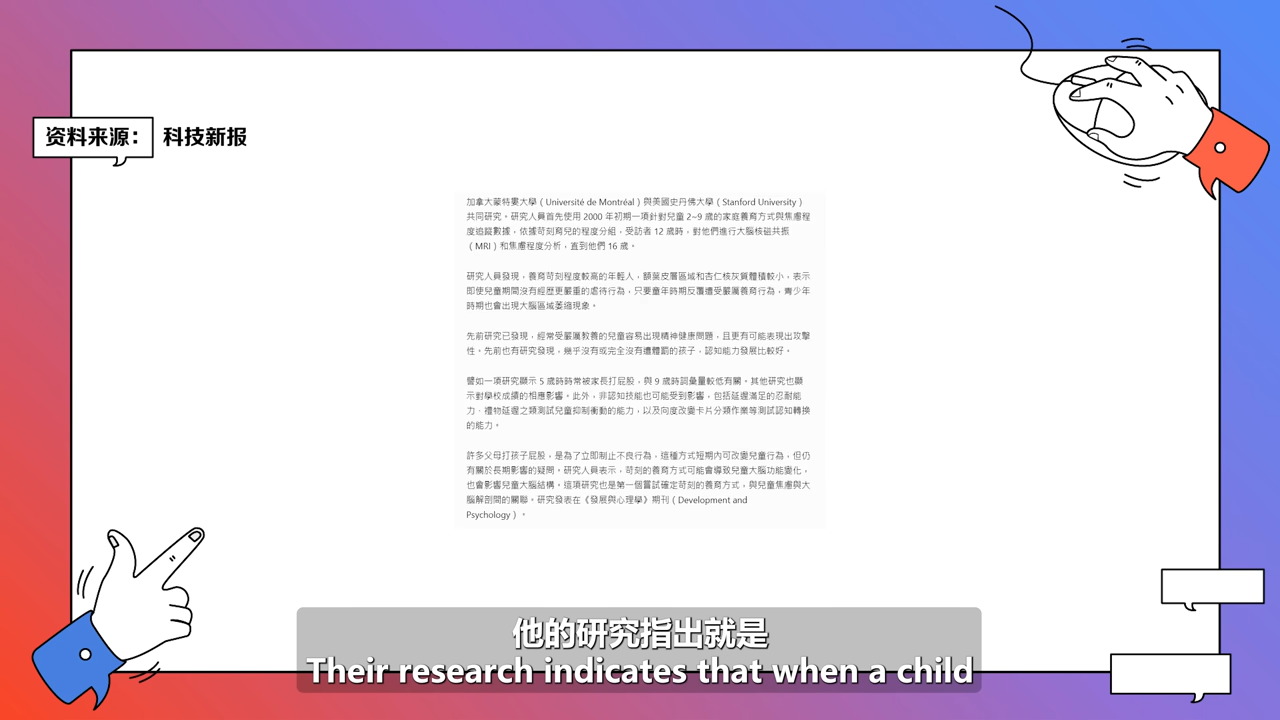 资料来源： 科技新报
加拿大蒙特婁大學（Université de Montréal）與美國史丹佛大學（Stanford University）
共同研究。研究人員首先使用 2000 年初期一項針對兒童 2~9 歲的家庭養育方式與焦慮程
度追蹤數據，依據苛刻育兒的程度分組，受訪者 12 歲時，對他們進行大腦核磁共振
（MRI）和焦慮程度分析，直到他們 16 歲。
研究人員發現，養育苛刻程度較高的年輕人，額葉皮層區域和杏仁核灰質體積較小，表示
即使兒童期間沒有經歷更嚴重的虐待行為，只要童年時期反覆遭受嚴厲養育行為，青少年
時期也會出現大腦區域萎縮現象。
先前研究已發現，經常受嚴厲教養的兒童容易出現精神健康問題，且更有可能表現出攻擊
性。先前也有研究發現，幾乎沒有或完全沒有遭體罰的孩子，認知能力發展比較好。
譬如一項研究顯示 5 歲時時常被家長打屁股，與 9 歲時詞彙量較低有關。其他研究也顯
示對學校成績的相應影響。此外，非認知技能也可能受到影響，包括延遲滿足的忍耐能
力、禮物延遲之類測試兒童抑制衝動的能力，以及向度改變卡片分類作業等測試認知轉換
的能力。
許多父母打孩子屁股，是為了立即制止不良行為，這種方式短期內可改變兒童行為，但仍
有關於長期影響的疑問。研究人員表示，苛刻的養育方式可能會導致兒童大腦功能變化，
也會影響兒童大腦結構。這項研究也是第一個嘗試確定苛刻的養育方式，與兒童焦慮與大
腦解剖間的關聯。研究發表在《發展與心理學》期刊（Development and
Psychology）。
他的研究指出就是
Their research indicates that when a child